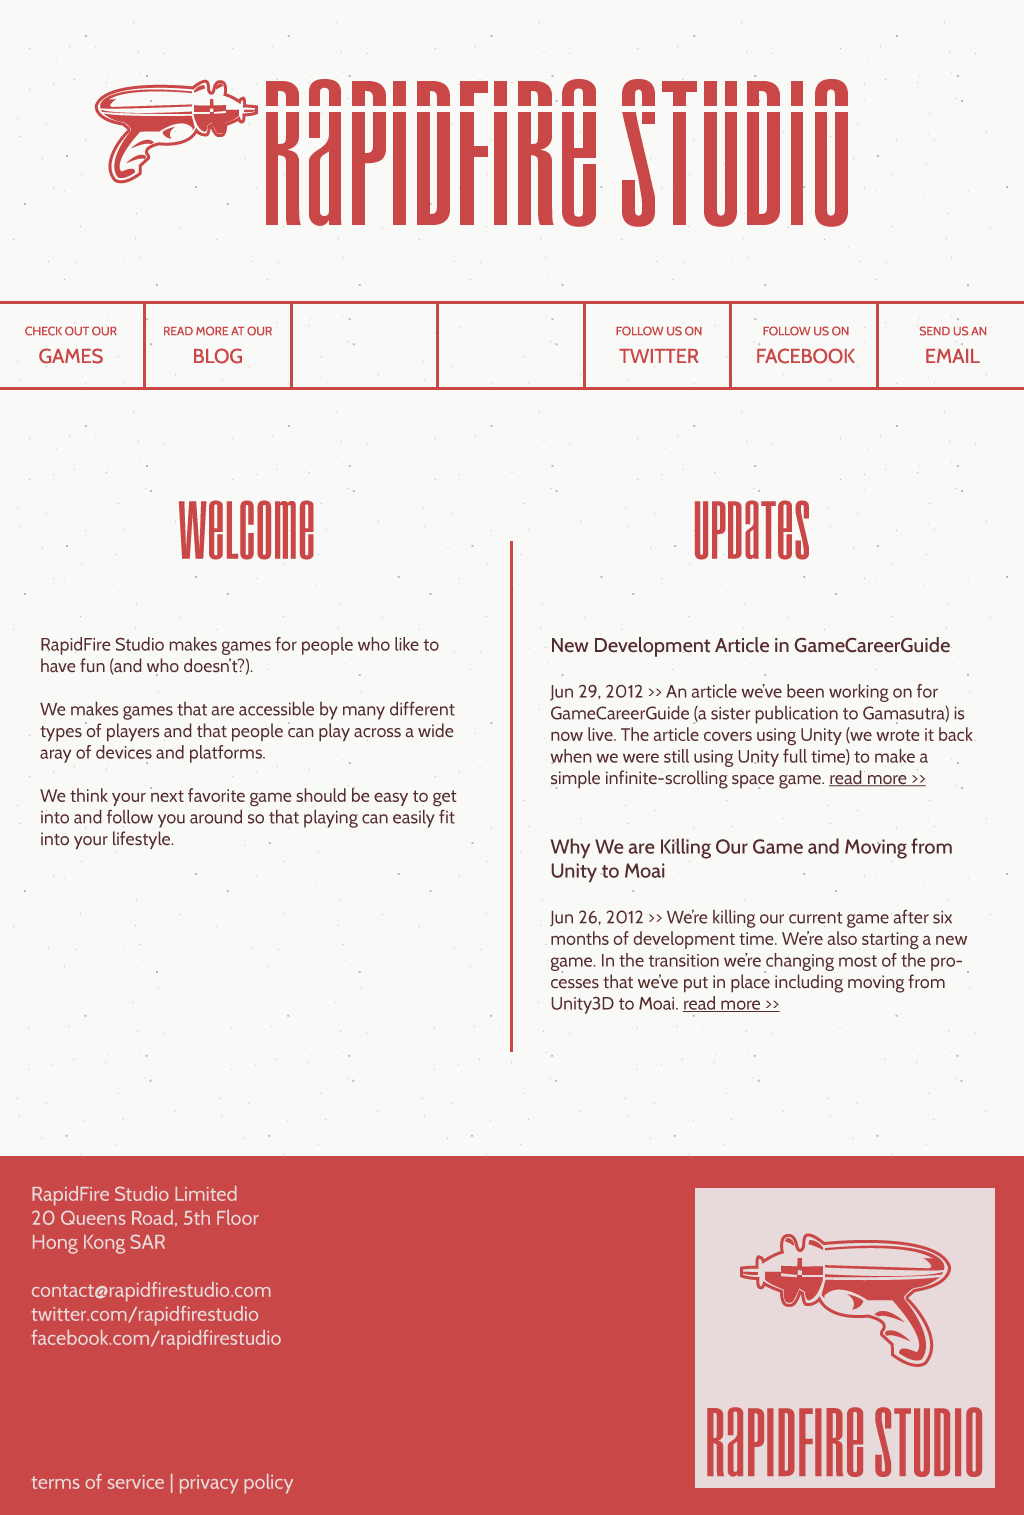 RAPIDFIRE STUDIO
CHECK OUT OUR
GAMES
READ MORE AT OUR
BLOG
FOLLOW US ON
TWITTER
FOLLOW US ON
FACEBOOK
SEND US AN
EMAIL
WELCOME
RapidFire Studio makes games for people who like to
have fun (and who doesn't?).
We makes games that are accessible by many different
types of players and that people can play across a wide
aray of devices and platforms.
We think your next favorite game should be easy to get
into and follow you around so that playing can easily fit
into your lifestyle.
UPDATES
New Development Article in GameCareerGuide
Jun 29, 2012 >> An article we've been working on for
GameCareerGuide (a sister publication to Gamasutra) is
now live. The article covers using Unity (we wrote it back
when we were still using Unity full time) to make a
simple infinite-scrolling space game. read more >>
Why We are Killing Our Game and Moving from
Unity to Moai
Jun 26, 2012 >> We're killing our current game after six
months of development time. We're also starting a new
game. In the transition we're changing most of the pro-
cesses that we've put in place including moving from
Unity3D to Moai. read more >>
RapidFire Studio Limited
20 Queens Road, 5th Floor
Hong Kong SAR
contact@rapidfirestudio.com
twitter.com/rapidfirestudio
facebook.com/rapidfirestudio
terms of service | privacy policy
RAPIDFIRE STUDIO